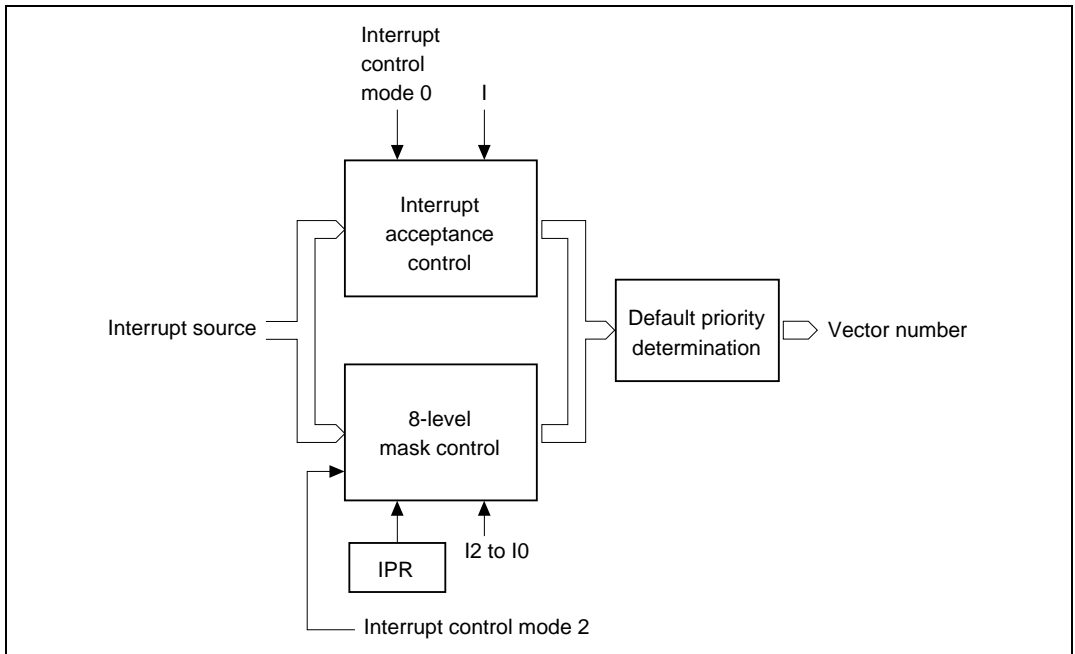 Interrupt
control
mode 0
I
Interrupt
acceptance
control
Interrupt source
Default priority
determination
Vector number
8-level
mask control
IPR
I2 to I0
Interrupt control mode 2